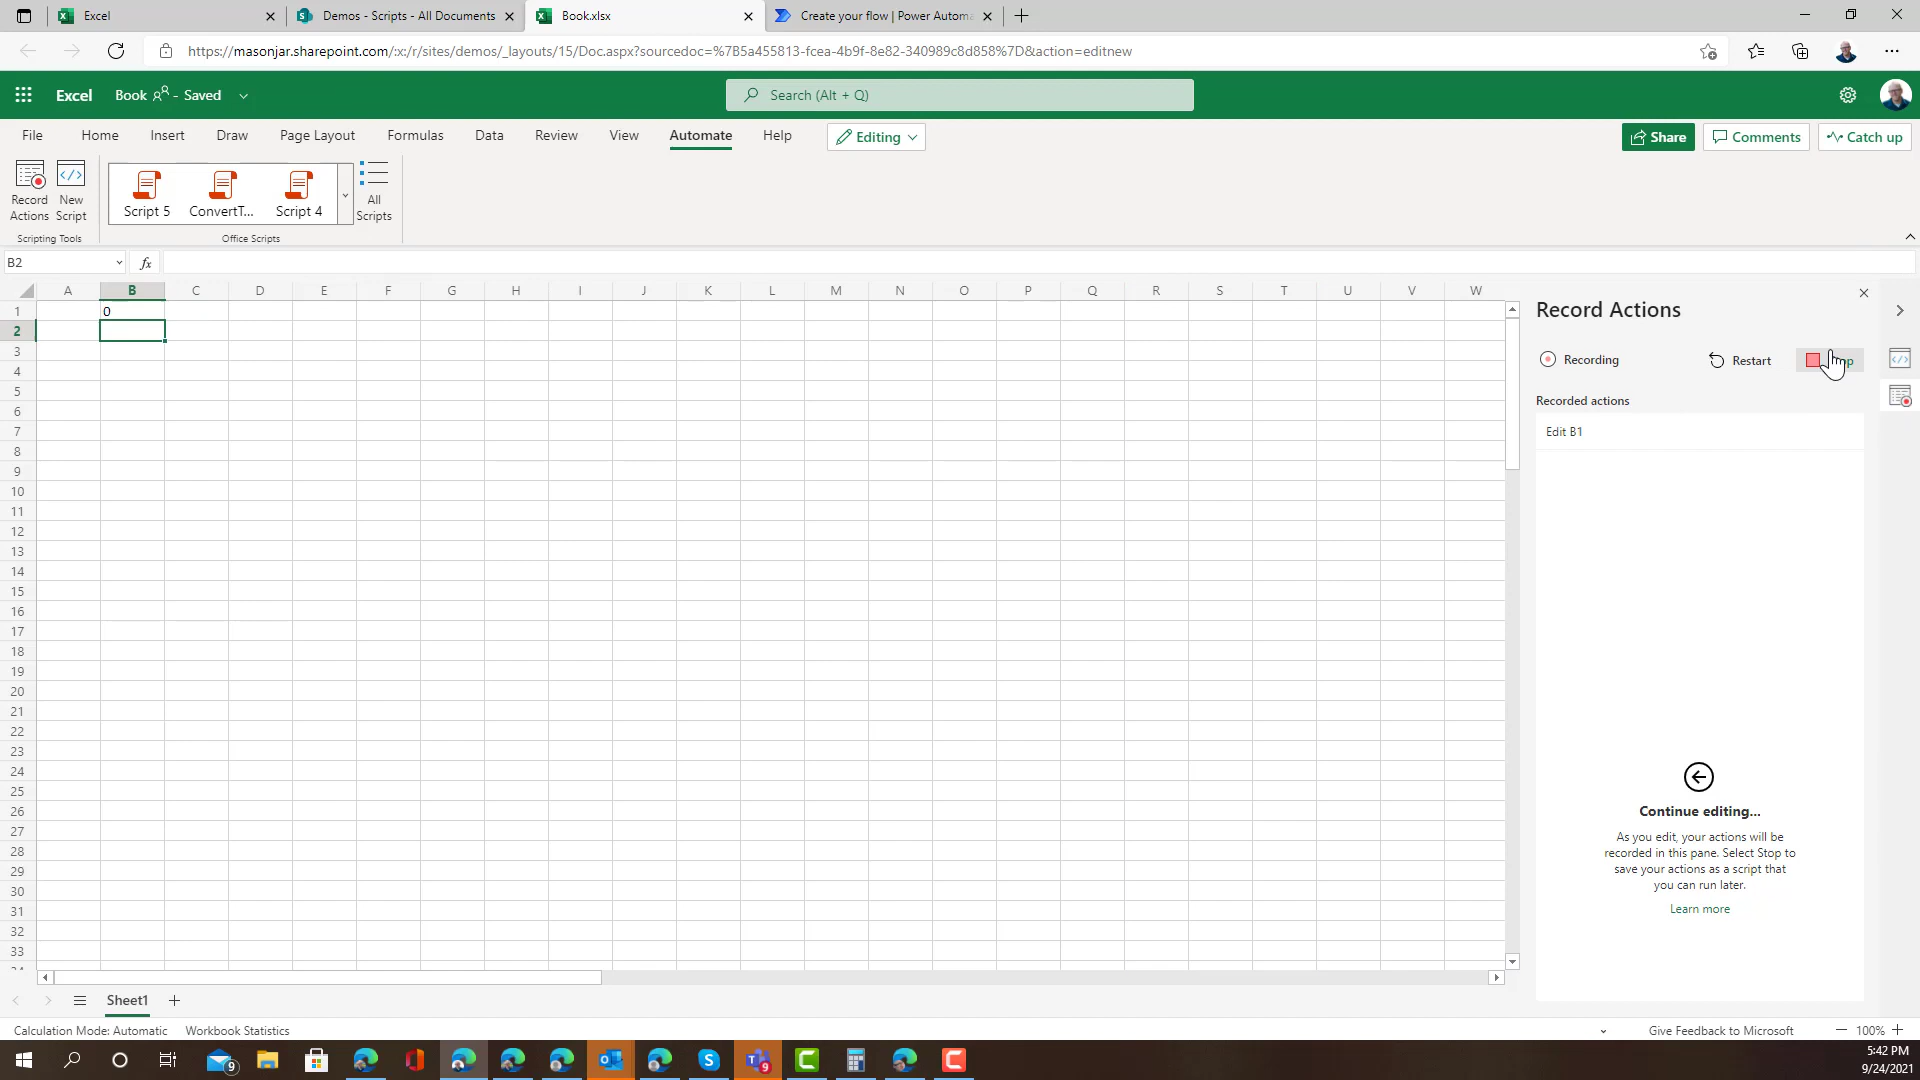 Excel
Demos - Scripts - All Documents
Book.xlsx
Create your flow | Power Automa
https://masonjar.sharepoint.com/:x:/r/sites/demos/_layouts/15/Doc.aspx?sourcedoc=%7B5a455813-fcea-4b9f-8e82-340989c8d858%7D&action=editnew
Excel Book - Saved
Search (Alt + Q)
File Home Insert Draw Page Layout Formulas Data Review View Automate Help Editing Share Comments Catch up
Record Actions
New Script
Script 5
ConvertT...
Script 4
All Scripts
Scripting Tools
Office Scripts
B2
fx
A B C D E F G H I J K L M N O P Q R S T U V W
1 0
2
3
4
5
6
7
8
9
10
11
12
13
14
15
16
17
18
19
20
21
22
23
24
25
26
27
28
29
30
31
32
33
Record Actions
Recording
Restart
Recorded actions
Edit B1
Continue editing...
As you edit, your actions will be
recorded in this pane. Select Stop to
save your actions as a script that
you can run later.
Learn more
Sheet1
Calculation Mode: Automatic
Workbook Statistics
Give Feedback to Microsoft
100%
9
9
5:42 PM
9/24/2021